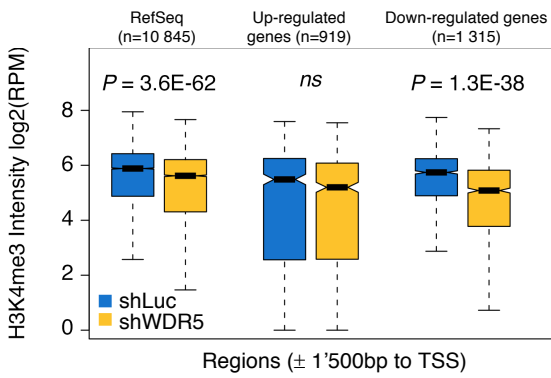 RefSeq
(n=10 845)
Up-regulated
genes (n=919)
Down-regulated genes
(n=1 315)
P = 3.6E-62
ns
P = 1.3E-38
H3K4me3 Intensity log2(RPM)
8
6
4
2
0
shLuc
shWDR5
Regions (± 1'500bp to TSS)